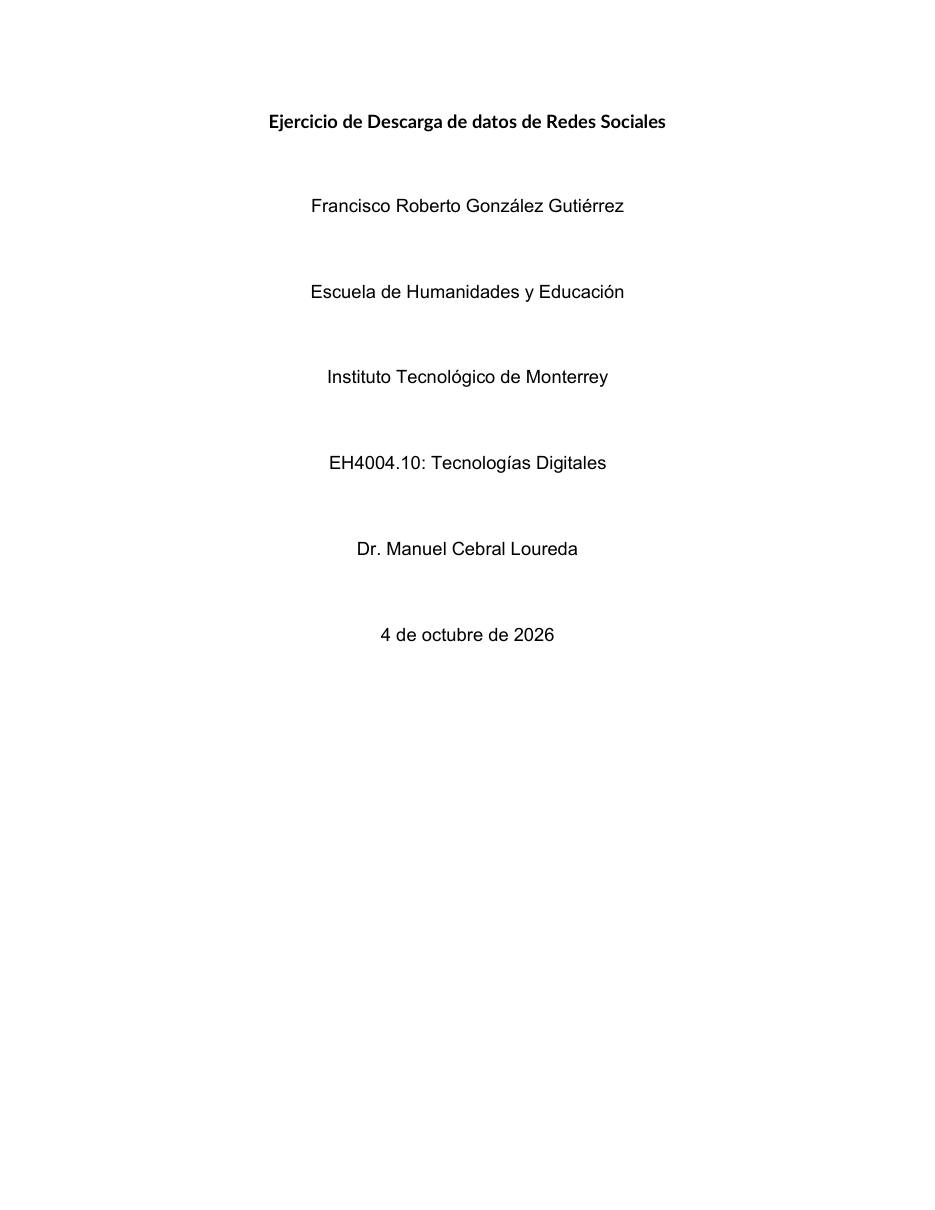 Ejercicio de Descarga de datos de Redes Sociales
Francisco Roberto González Gutiérrez
Escuela de Humanidades y Educación
Instituto Tecnológico de Monterrey
EH4004.10: Tecnologías Digitales
Dr. Manuel Cebral Loureda
4 de octubre de 2026